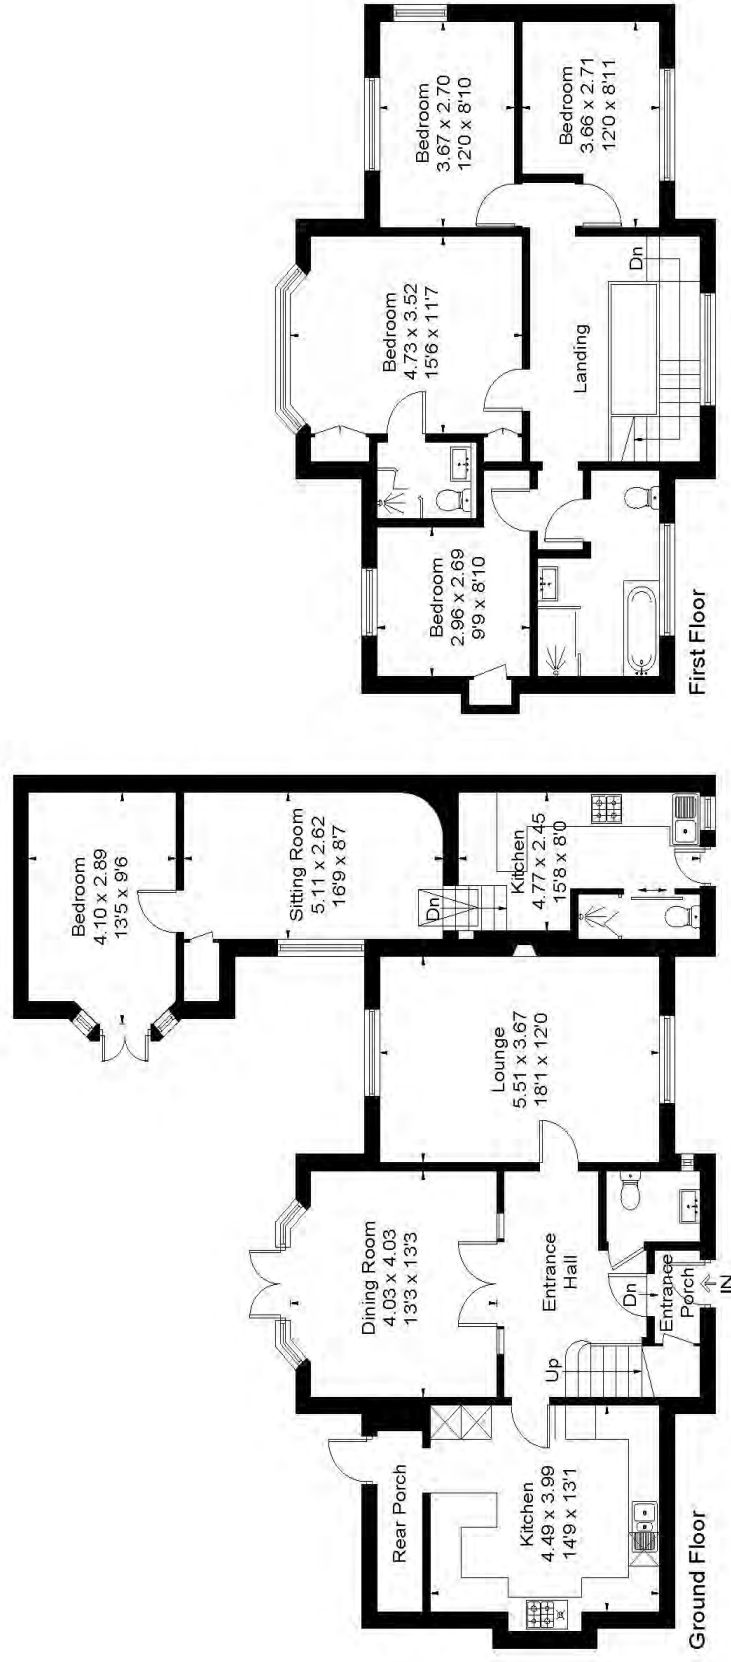 Rear Porch
Kitchen
4.49 x 3.99
14'9 x 13'1
Dining Room
4.03 x 4.03
13'3 x 13'3
Up
Entrance
Hall
Dn
Entrance
Porch
IN
Lounge
5.51 x 3.67
18'1 x 12'0
Bedroom
4.10 x 2.89
13'5 x 9'6
Sitting Room
5.11 x 2.62
16'9 x 8'7
Dn
Kitchen
4.77 x 2.45
15'8 x 8'0
Ground Floor
Bedroom
2.96 x 2.69
9'9 x 8'10
Bedroom
4.73 x 3.52
15'6 x 11'7
Landing
Dn
Bedroom
3.67 x 2.70
12'0 x 8'10
Bedroom
3.66 x 2.71
12'0 x 8'11
First Floor